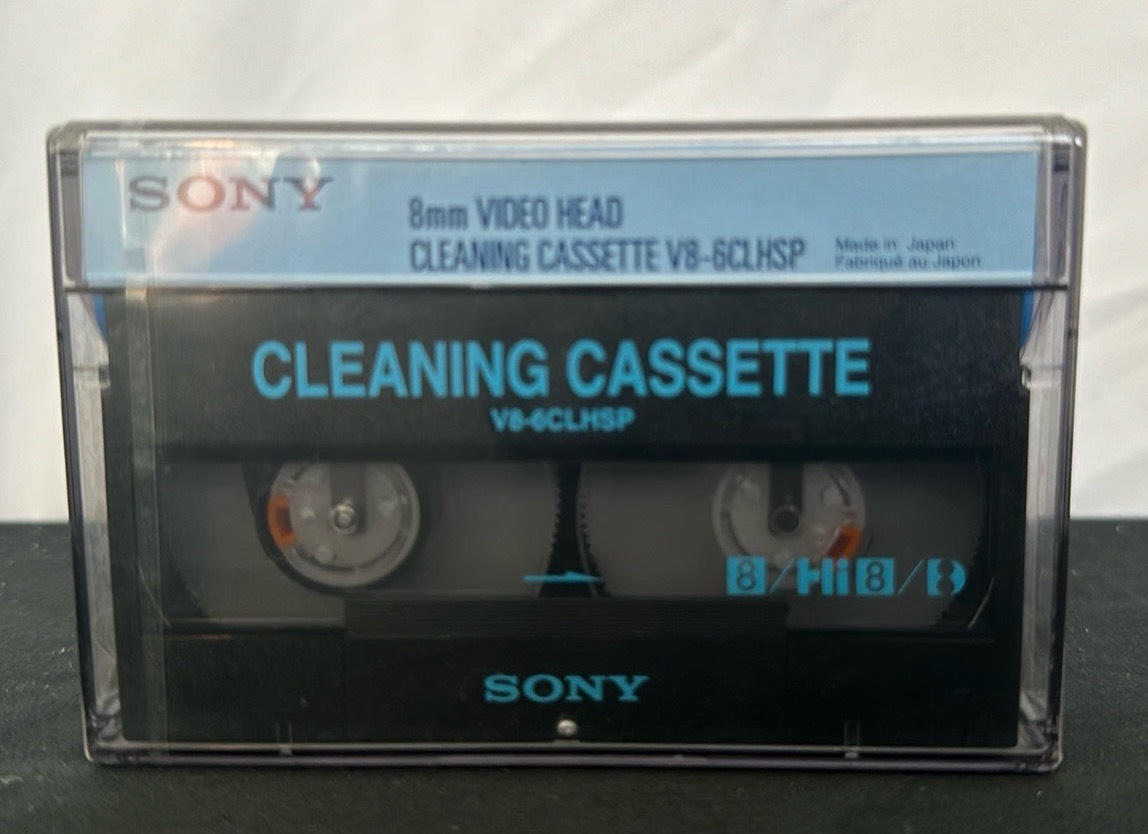 SONY
8mm VIDEO HEAD
CLEANING CASSETTE V8-6CLHSP
Made in Japan
Fabriqué au Japon
CLEANING CASSETTE
V8-6CLHSP
8/Hi8/
SONY